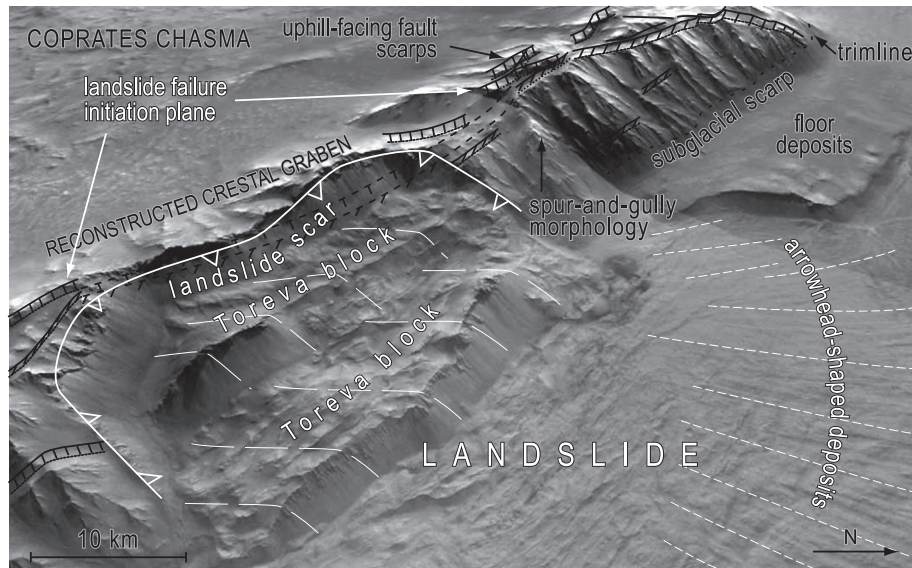 COPRATES CHASMA
uphill-facing fault
scarps
trimline
landslide failure
initiation plane
subglacial scarp
floor
deposits
RECONSTRUCTED CRESTAL GRABEN
spur-and-gully
morphology
landslide scar
Toreva block
Toreva block
arrowhead-shaped deposits
LANDSLIDE
10 km
N